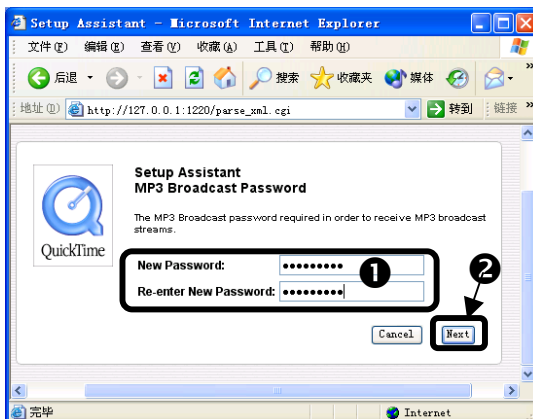 Setup Assistant - Microsoft Internet Explorer
文件(F) 编辑(E) 查看(V) 收藏(A) 工具(T) 帮助(H)
后退 搜索 收藏夹 媒体
地址(D) http://127.0.0.1:1220/parse_xml.cgi 转到 链接 »
Setup Assistant
MP3 Broadcast Password
The MP3 Broadcast password required in order to receive MP3 broadcast
streams.
QuickTime
New Password: ●●●●●●●●● 1
Re-enter New Password: ●●●●●●●●●
2
Cancel Next
完毕 Internet